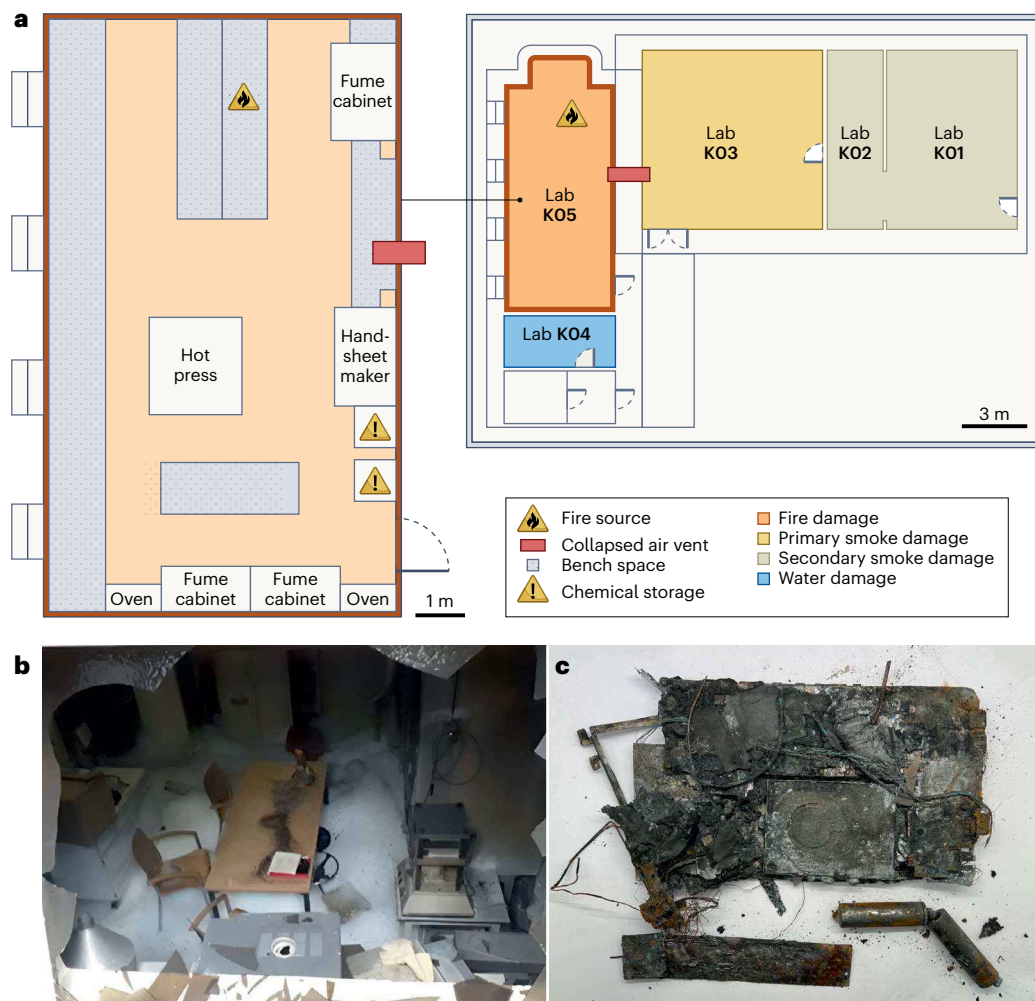 a
Fume
cabinet
Hot
press
Hand-
sheet
maker
Oven
Fume
cabinet
Fume
cabinet
Oven
1 m
Lab
K05
Lab
K03
Lab
K02
Lab
K01
Lab K04
3 m
Fire source
Collapsed air vent
Bench space
Chemical storage
Fire damage
Primary smoke damage
Secondary smoke damage
Water damage
b
c